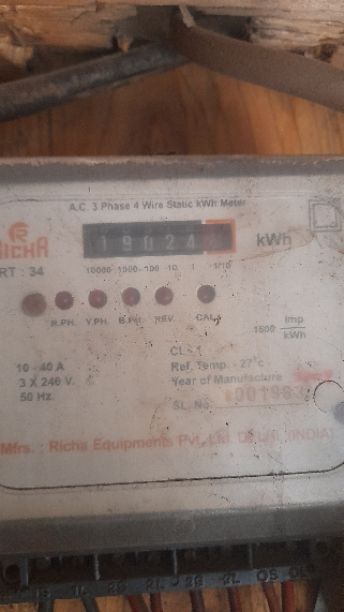 A.C. 3 Phase 4 Wire Static kWh Meter
RICHA
19024
kWh
RT : 34
10000 1000 100 10 1 1/10
R.PH. Y.PH. B.PH. REV. CAL.
1600 imp
kWh
10 - 40 A
CL - 1
3 X 240 V.
Ref. Temp. - 27°c
50 Hz.
Year of Manufacture
SL. No.
Mfrs. : Richa Equipments Pvt. Ltd. DELHI (INDIA)